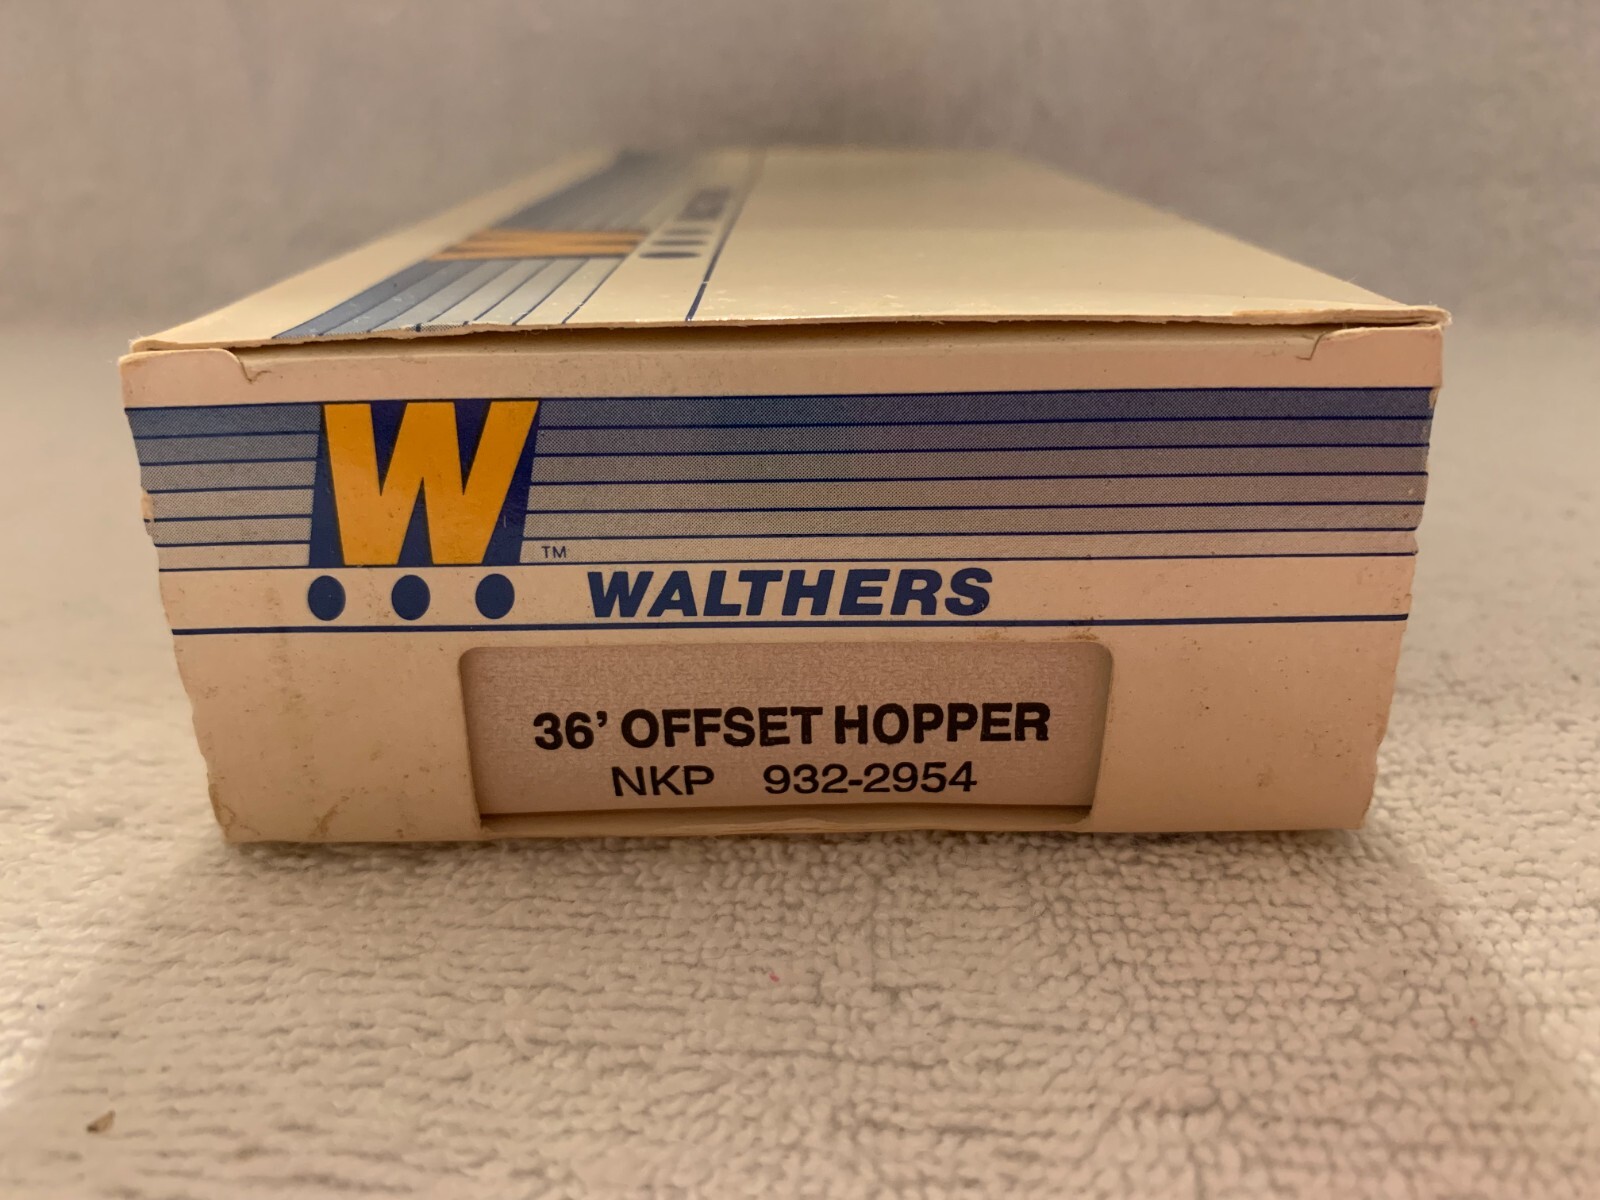 W
TM
WALTHERS
36' OFFSET HOPPER
NKP 932-2954